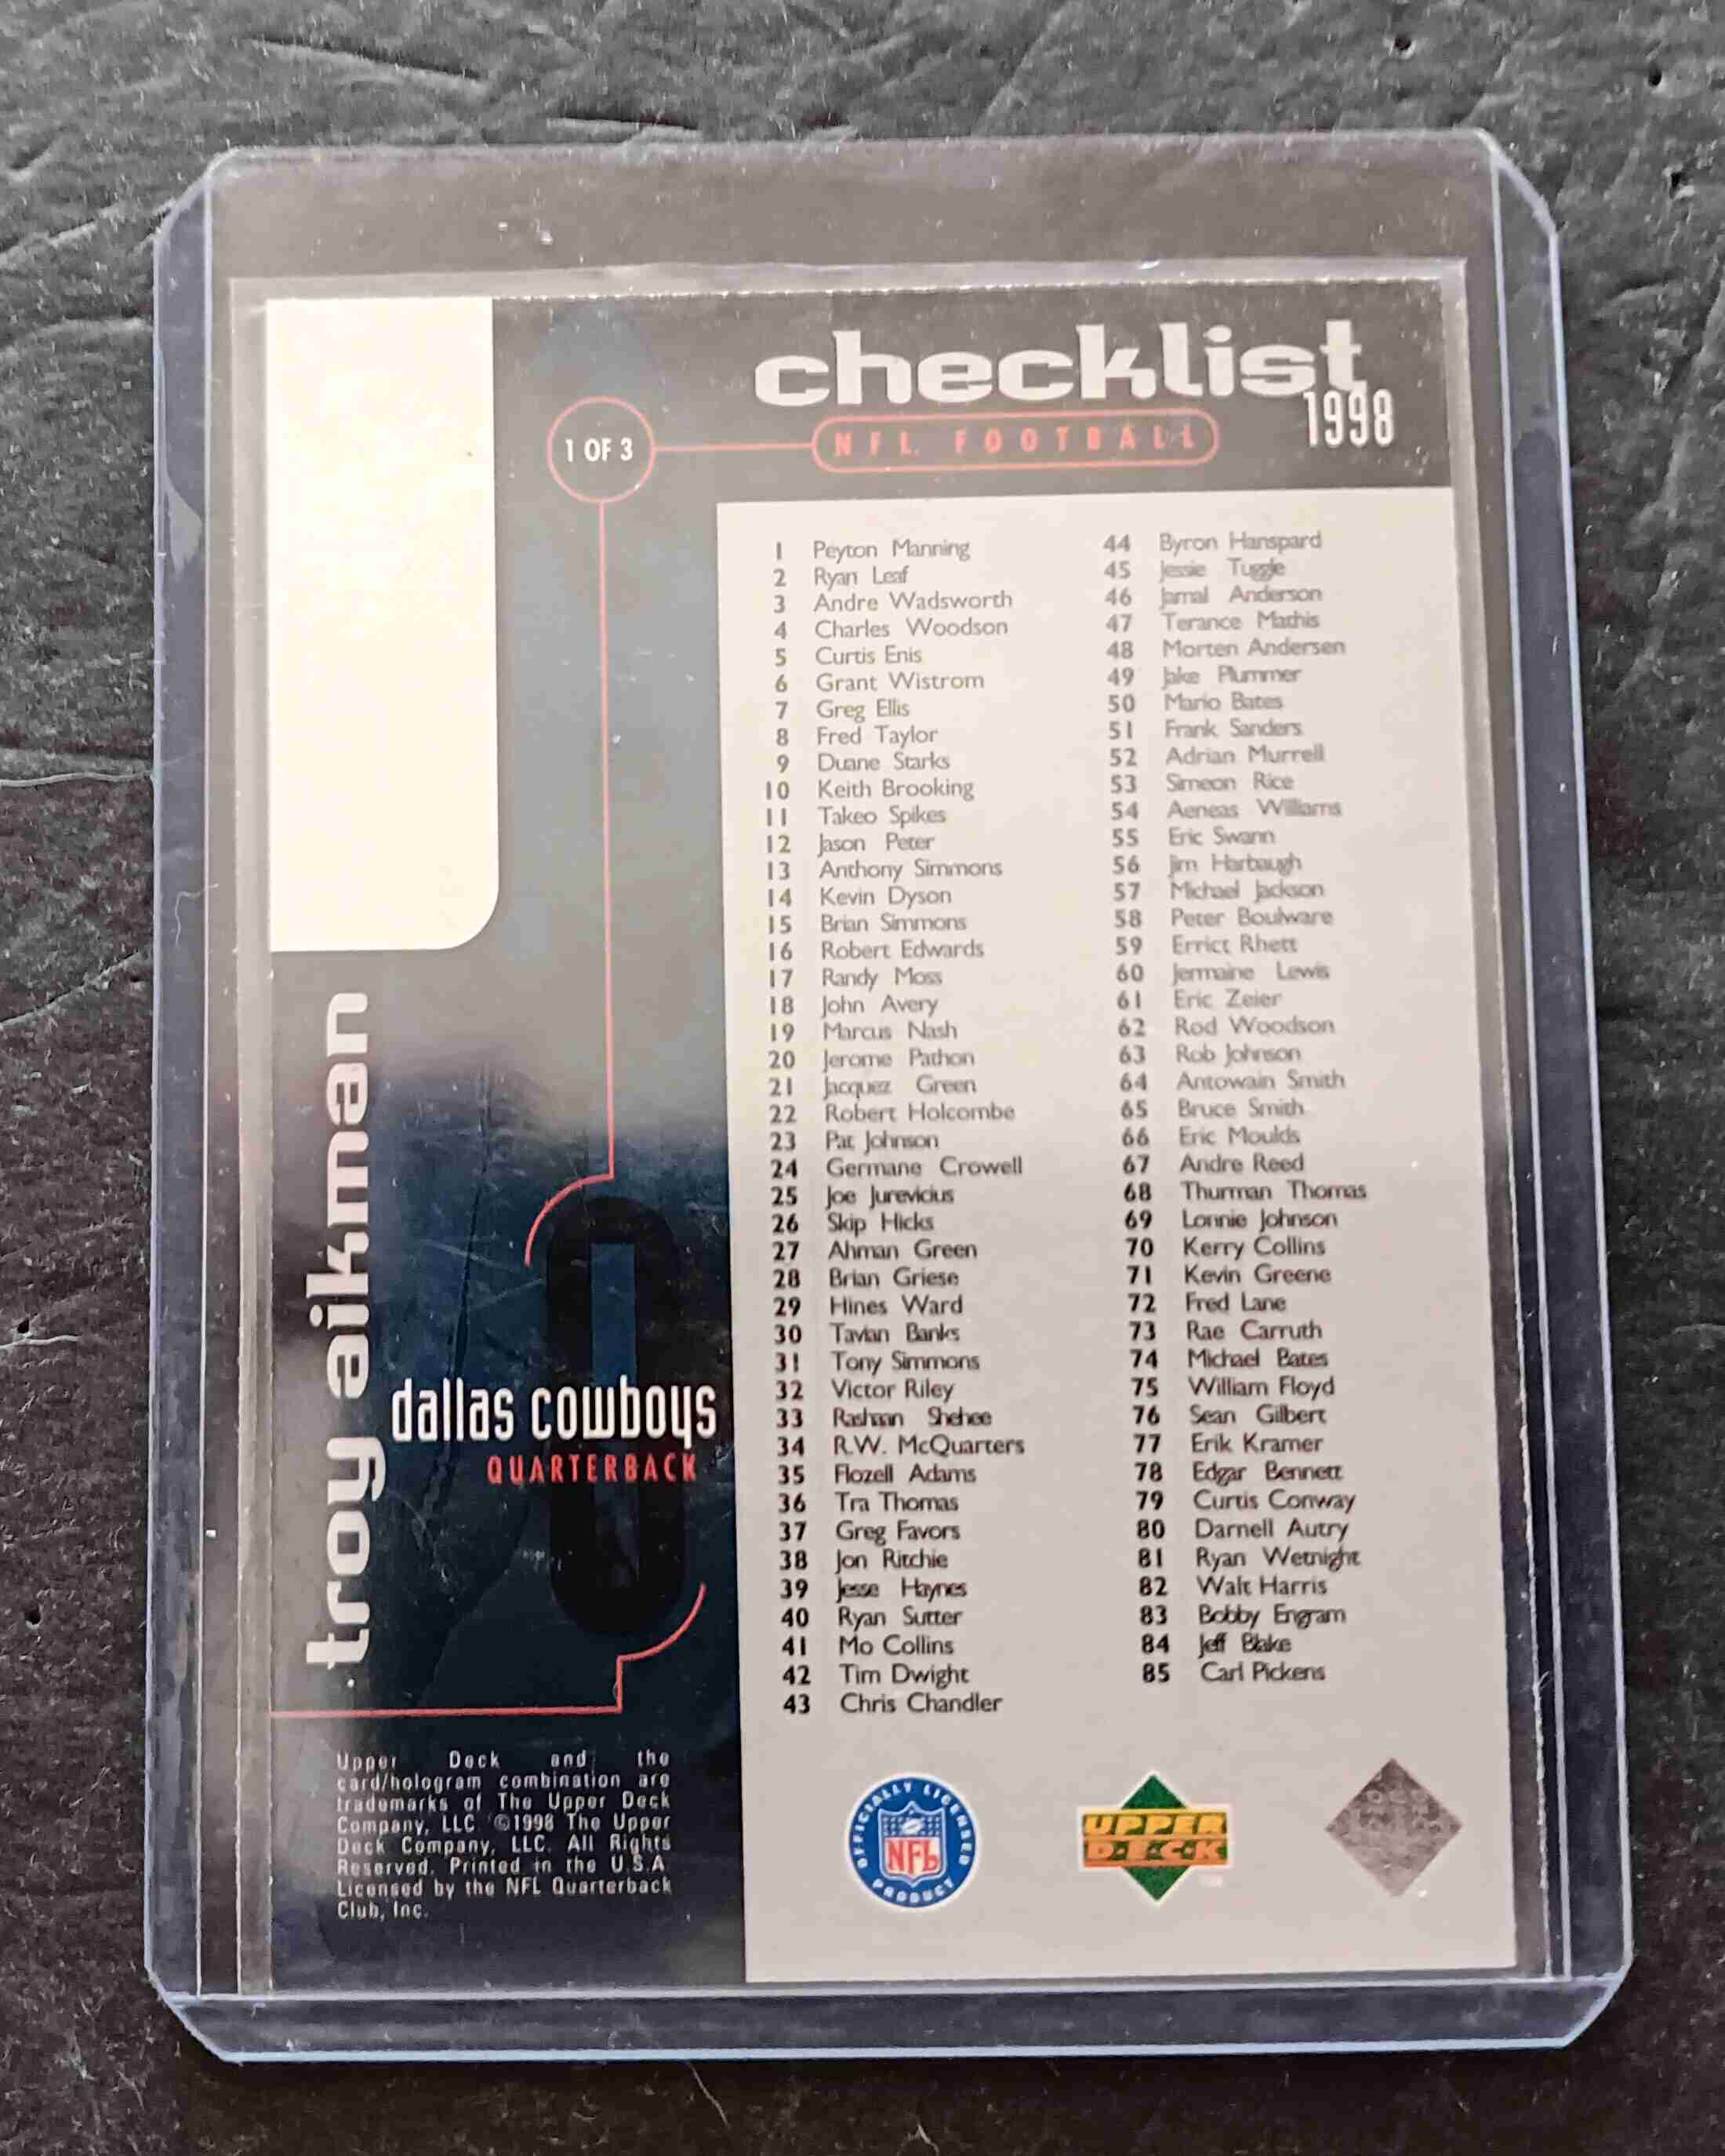 checklist
1998
1 OF 3
NFL FOOTBALL
1 Peyton Manning
2 Ryan Leaf
3 Andre Wadsworth
4 Charles Woodson
5 Curtis Enis
6 Grant Wistrom
7 Greg Ellis
8 Fred Taylor
9 Duane Starks
10 Keith Brooking
11 Takeo Spikes
12 Jason Peter
13 Anthony Simmons
14 Kevin Dyson
15 Brian Simmons
16 Robert Edwards
17 Randy Moss
18 John Avery
19 Marcus Nash
20 Jerome Pathon
21 Jacquez Green
22 Robert Holcombe
23 Pat Johnson
24 Germane Crowell
25 Joe Jurevicius
26 Skip Hicks
27 Ahman Green
28 Brian Griese
29 Hines Ward
30 Tavian Banks
31 Tony Simmons
32 Victor Riley
33 Rashaan Shehee
34 R.W. McQuarters
35 Flozell Adams
36 Tra Thomas
37 Greg Favors
38 Jon Ritchie
39 Jesse Haynes
40 Ryan Sutter
41 Mo Collins
42 Tim Dwight
43 Chris Chandler
44 Byron Hanspard
45 Jessie Tuggle
46 Jamal Anderson
47 Terance Mathis
48 Morten Andersen
49 Jake Plummer
50 Mario Bates
51 Frank Sanders
52 Adrian Murrell
53 Simeon Rice
54 Aeneas Williams
55 Eric Swann
56 Jim Harbaugh
57 Michael Jackson
58 Peter Boulware
59 Errict Rhett
60 Jermaine Lewis
61 Eric Zeier
62 Rod Woodson
63 Rob Johnson
64 Antowain Smith
65 Bruce Smith
66 Eric Moulds
67 Andre Reed
68 Thurman Thomas
69 Lonnie Johnson
70 Kerry Collins
71 Kevin Greene
72 Fred Lane
73 Rae Carruth
74 Michael Bates
75 William Floyd
76 Sean Gilbert
77 Erik Kramer
78 Edgar Bennett
79 Curtis Conway
80 Darnell Autry
81 Ryan Wetnight
82 Walt Harris
83 Bobby Engram
84 Jeff Blake
85 Carl Pickens
troy aikman
dallas cowboys
QUARTERBACK
Upper Deck and the
card/hologram combination are
trademarks of The Upper Deck
Company, LLC. ©1998 The Upper
Deck Company, LLC. All Rights
Reserved. Printed in the U.S.A
Licensed by the NFL Quarterback
Club, Inc.
OFFICIALLY LICENSED
NFL
PRODUCT
UPPER
DECK